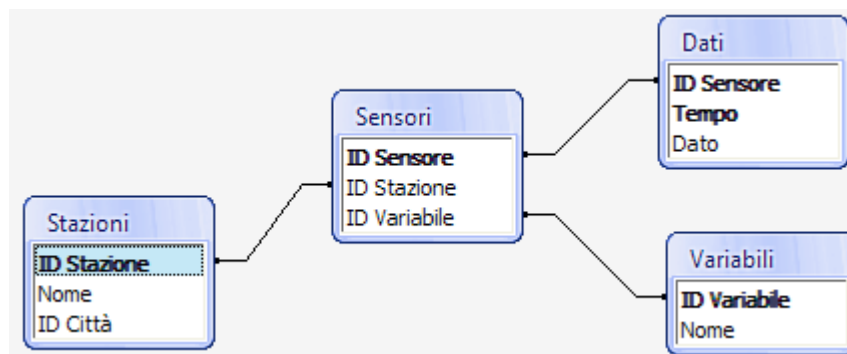 Dati
ID Sensore
Tempo
Dato
Sensori
ID Sensore
ID Stazione
ID Variabile
Stazioni
ID Stazione
Nome
ID Città
Variabili
ID Variabile
Nome